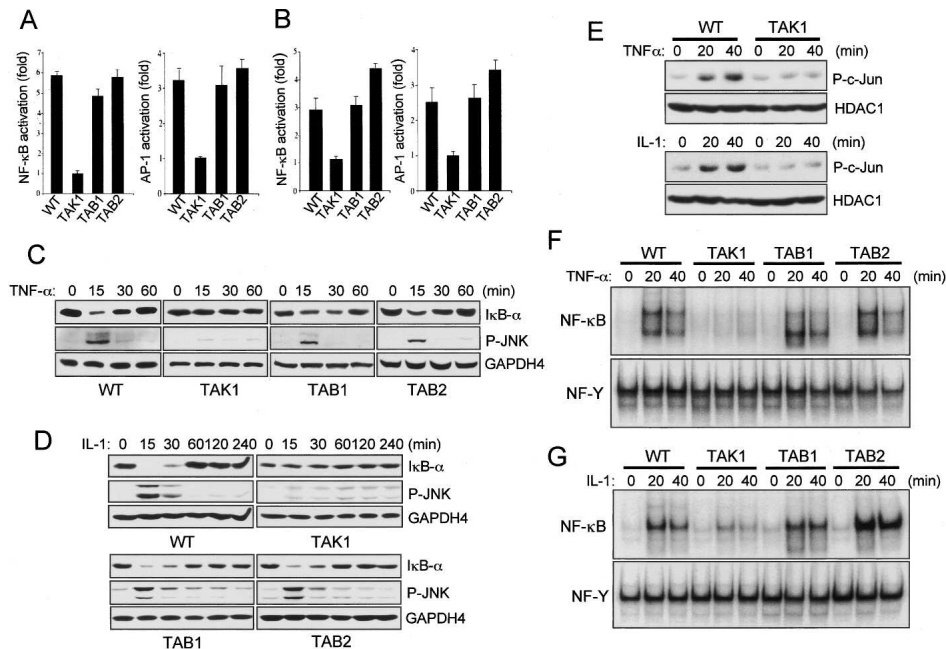 A
NF-κB activation (fold)
7
6
5
4
3
2
1
0
WT TAK1 TAB1 TAB2
AP-1 activation (fold)
4
3
2
1
0
WT TAK1 TAB1 TAB2
B
NF-κB activation (fold)
5
4
3
2
1
0
WT TAK1 TAB1 TAB2
AP-1 activation (fold)
4
3
2
1
0
WT TAK1 TAB1 TAB2
C
TNF-α: 0 15 30 60 0 15 30 60 0 15 30 60 0 15 30 60 (min)
IκB-α
P-JNK
GAPDH4
WT TAK1 TAB1 TAB2
D
IL-1: 0 15 30 60 120 240 0 15 30 60 120 240 (min)
IκB-α
P-JNK
GAPDH4
WT TAK1
IκB-α
P-JNK
GAPDH4
TAB1 TAB2
E
WT TAK1
TNFα: 0 20 40 0 20 40 (min)
P-c-Jun
HDAC1
IL-1: 0 20 40 0 20 40 (min)
P-c-Jun
HDAC1
F
WT TAK1 TAB1 TAB2
TNF-α: 0 20 40 0 20 40 0 20 40 0 20 40 (min)
NF-κB
NF-Y
G
WT TAK1 TAB1 TAB2
IL-1: 0 20 40 0 20 40 0 20 40 0 20 40 (min)
NF-κB
NF-Y